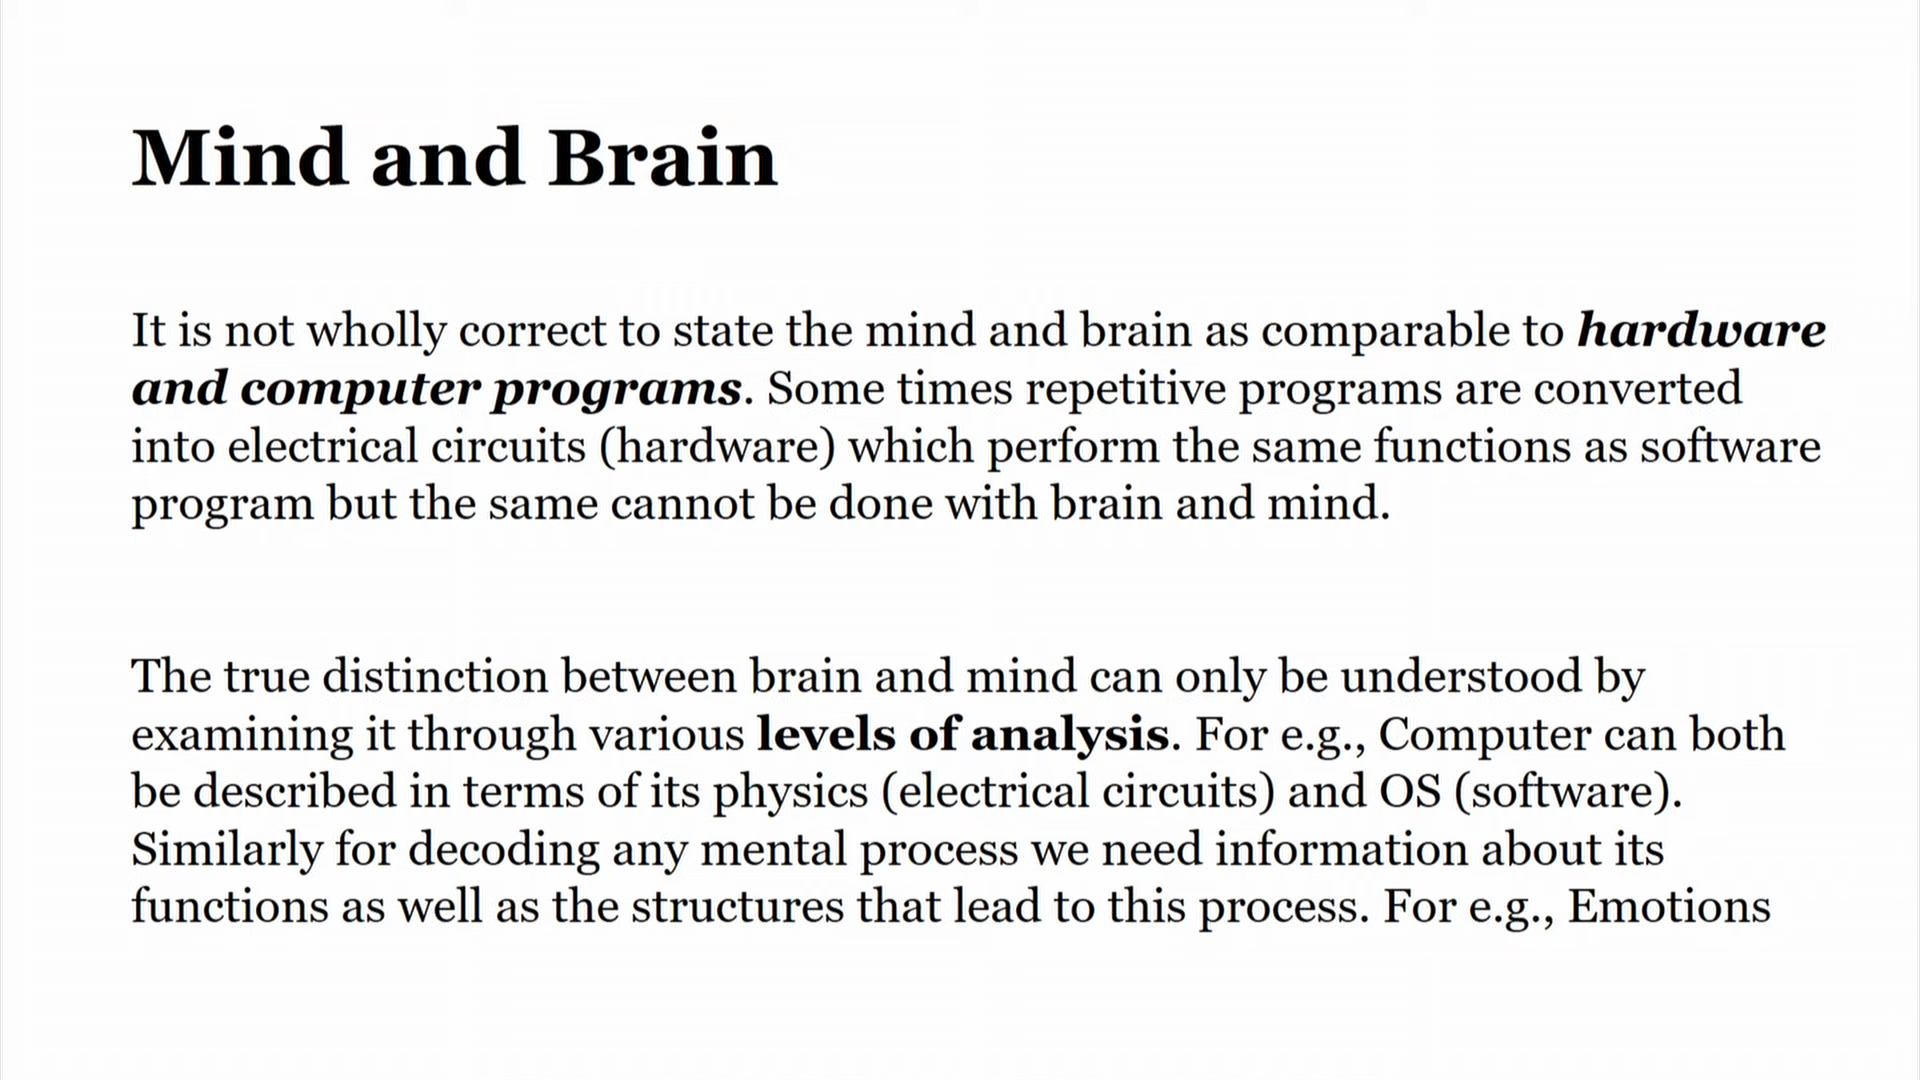 Mind and Brain
It is not wholly correct to state the mind and brain as comparable to hardware
and computer programs. Some times repetitive programs are converted
into electrical circuits (hardware) which perform the same functions as software
program but the same cannot be done with brain and mind.
The true distinction between brain and mind can only be understood by
examining it through various levels of analysis. For e.g., Computer can both
be described in terms of its physics (electrical circuits) and OS (software).
Similarly for decoding any mental process we need information about its
functions as well as the structures that lead to this process. For e.g., Emotions